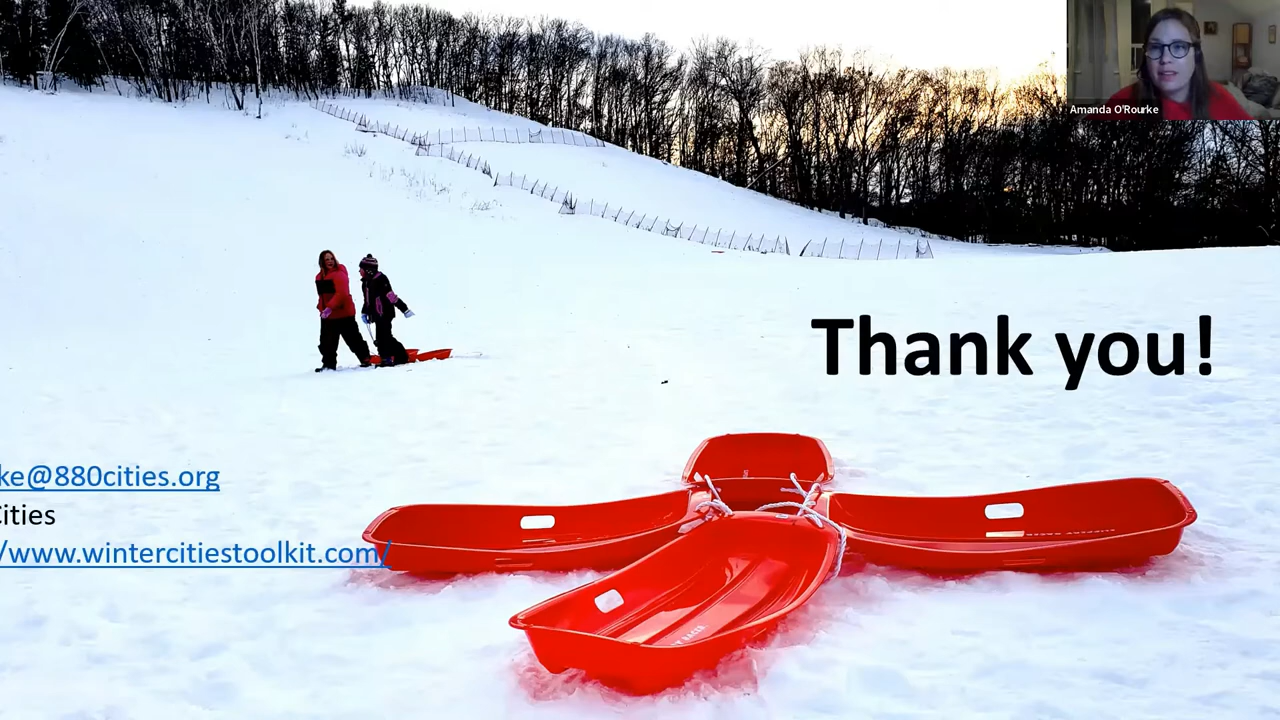 Amanda O'Rourke
Thank you!
ke@880cities.org
Cities
/www.wintercitiestoolkit.com/